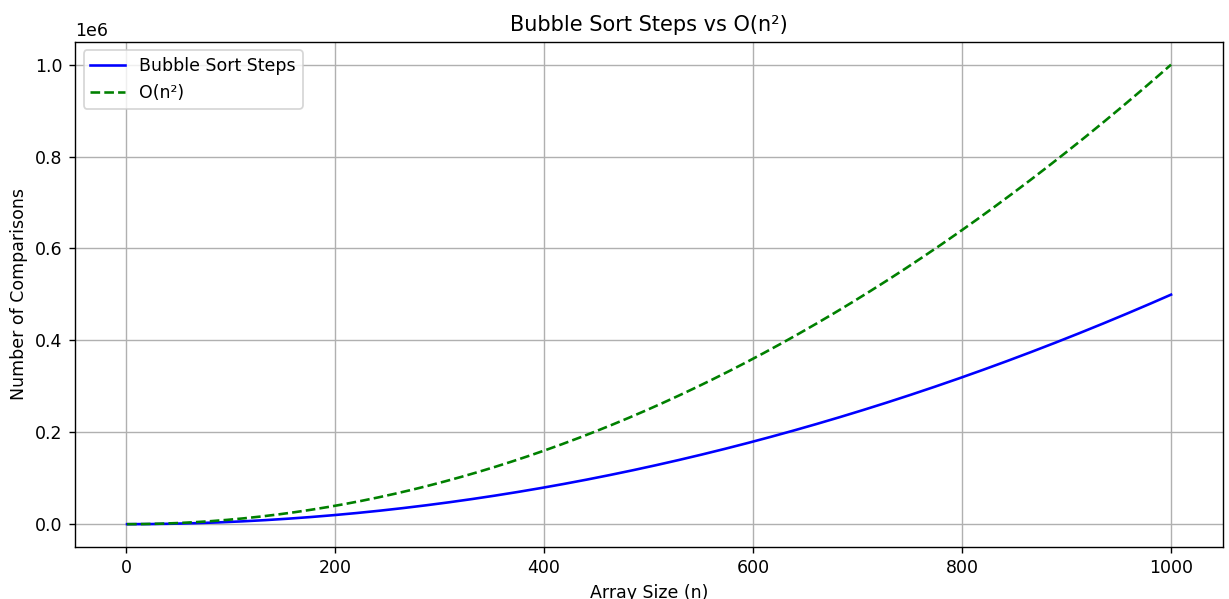 Bubble Sort Steps vs O(n²)
1e6
Bubble Sort Steps
O(n²)
Number of Comparisons
1.0
0.8
0.6
0.4
0.2
0.0
0 200 400 600 800 1000
Array Size (n)